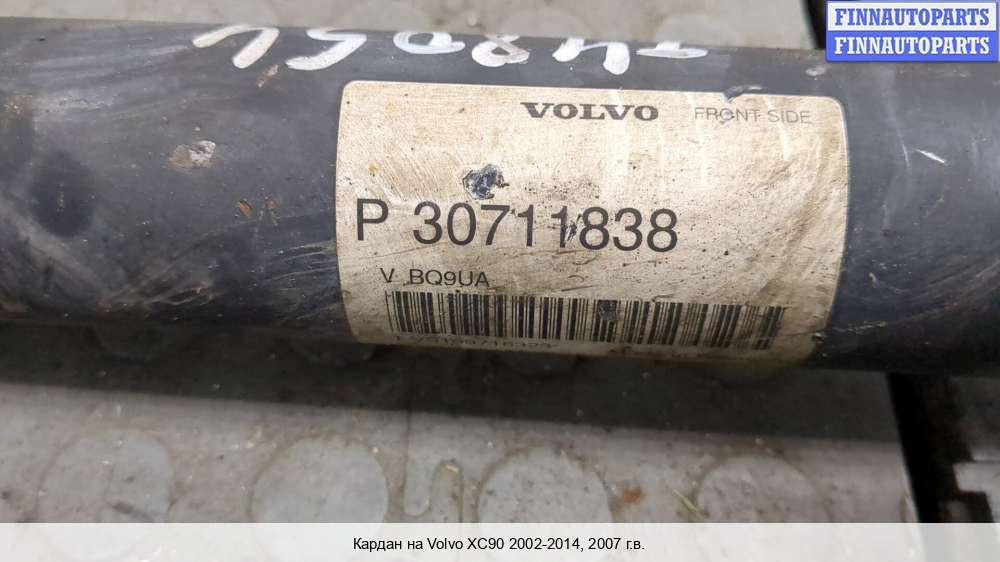 FINNAUTOPARTS
FINNAUTOPARTS
VOLVO FRONT SIDE
P 30711838
V BQ9UA
Кардан на Volvo XC90 2002-2014, 2007 г.в.